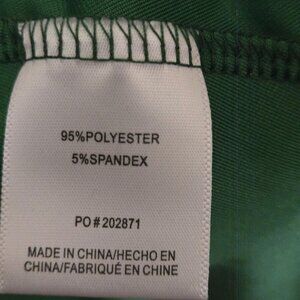 95%POLYESTER
5%SPANDEX
PO # 202871
MADE IN CHINA/HECHO EN
CHINA/FABRIQUÉ EN CHINE